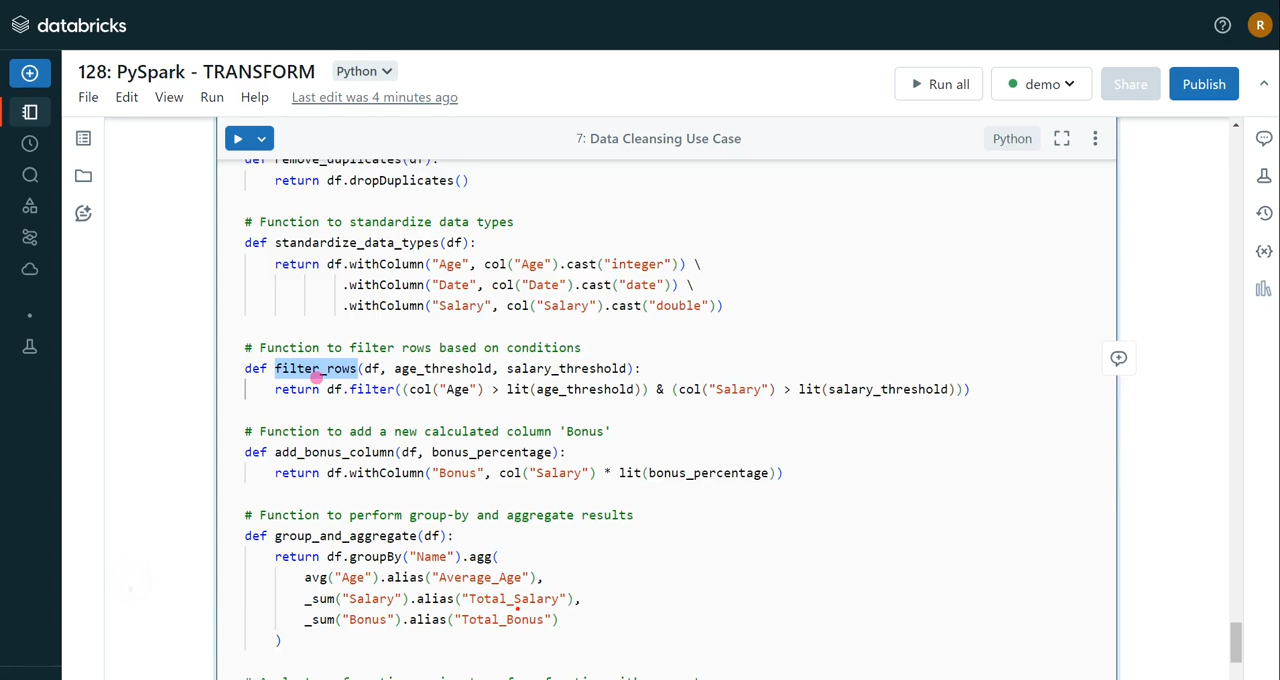 databricks
R
128: PySpark - TRANSFORM Python
File Edit View Run Help Last edit was 4 minutes ago
Run all demo Share Publish
7: Data Cleansing Use Case Python
def remove_duplicates(df):
return df.dropDuplicates()
# Function to standardize data types
def standardize_data_types(df):
return df.withColumn("Age", col("Age").cast("integer")) \
.withColumn("Date", col("Date").cast("date")) \
.withColumn("Salary", col("Salary").cast("double"))
# Function to filter rows based on conditions
def filter_rows(df, age_threshold, salary_threshold):
return df.filter((col("Age") > lit(age_threshold)) & (col("Salary") > lit(salary_threshold)))
# Function to add a new calculated column 'Bonus'
def add_bonus_column(df, bonus_percentage):
return df.withColumn("Bonus", col("Salary") * lit(bonus_percentage))
# Function to perform group-by and aggregate results
def group_and_aggregate(df):
return df.groupBy("Name").agg(
avg("Age").alias("Average_Age"),
_sum("Salary").alias("Total_Salary"),
_sum("Bonus").alias("Total_Bonus")
)